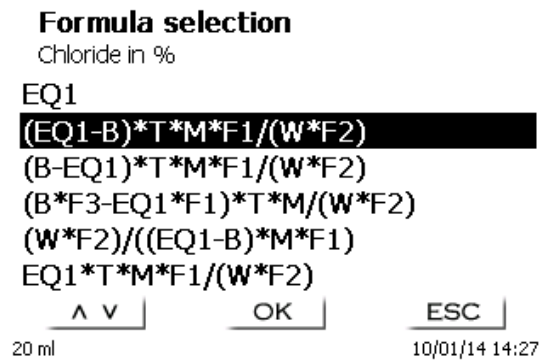 Formula selection
Chloride in %
EQ1
(EQ1-B)*T*M*F1/(W*F2)
(B-EQ1)*T*M*F1/(W*F2)
(B*F3-EQ1*F1)*T*M/(W*F2)
(W*F2)/((EQ1-B)*M*F1)
EQ1*T*M*F1/(W*F2)
∧ ∨ OK ESC
20 ml 10/01/14 14:27